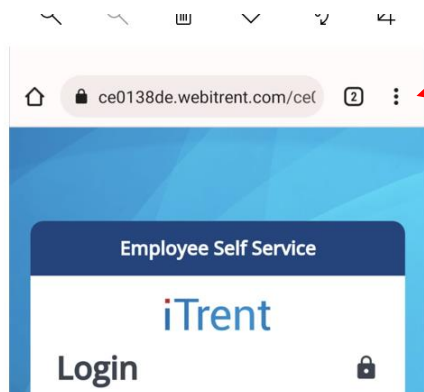 ce0138de.webitrent.com/ce(
2
Employee Self Service
iTrent
Login